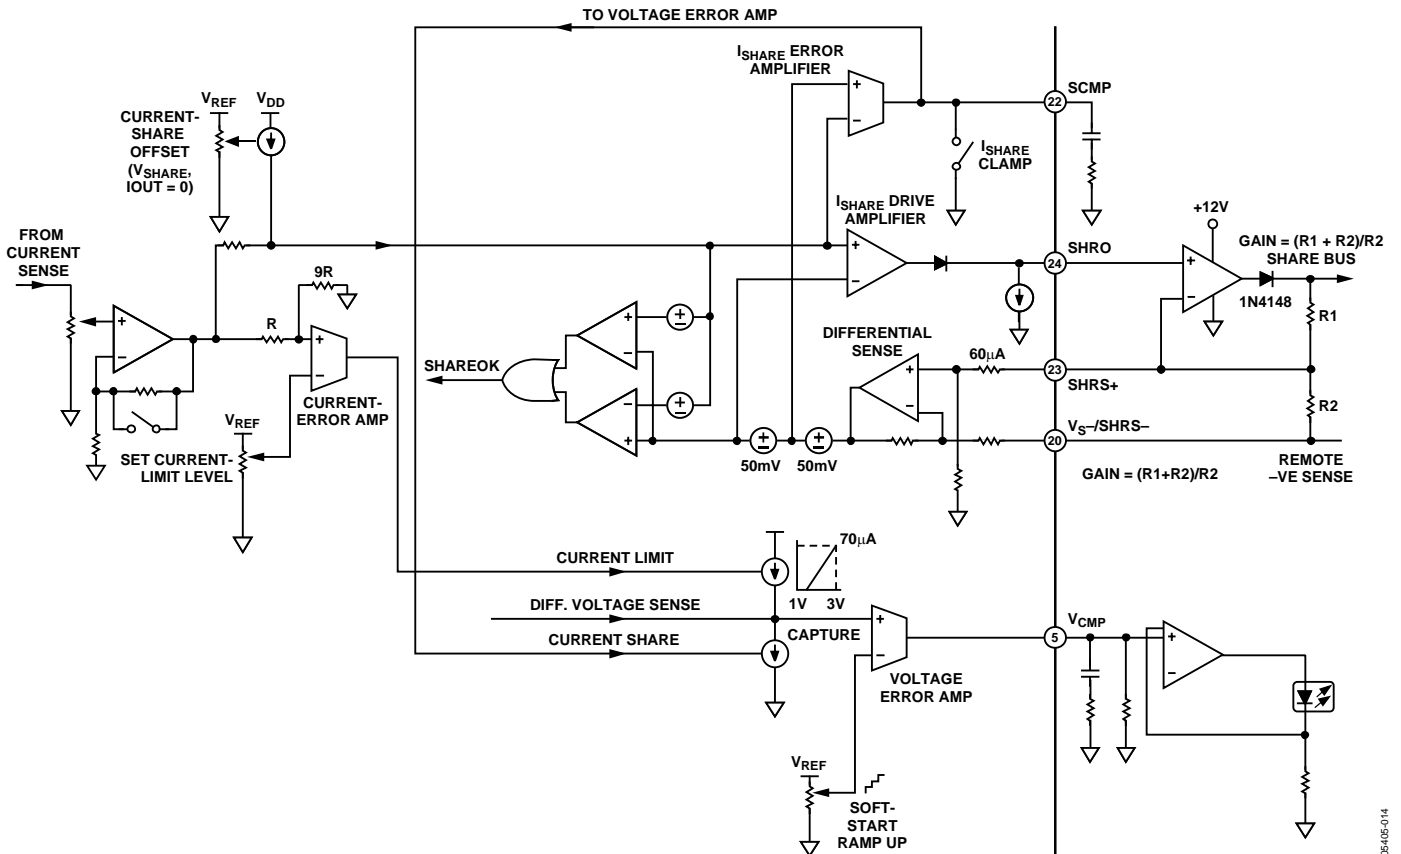 TO VOLTAGE ERROR AMP
ISHARE ERROR
AMPLIFIER
SCMP
22
VREF
VDD
CURRENT-
SHARE
OFFSET
(VSHARE,
IOUT = 0)
ISHARE
CLAMP
ISHARE DRIVE
AMPLIFIER
+12V
FROM
CURRENT
SENSE
SHRO
24
GAIN = (R1 + R2)/R2
SHARE BUS
1N4148
9R
R
R1
DIFFERENTIAL
SENSE
60μA
23
SHRS+
SHAREOK
CURRENT-
ERROR AMP
R2
VREF
VS–/SHRS–
20
SET CURRENT-
LIMIT LEVEL
50mV
50mV
GAIN = (R1+R2)/R2
REMOTE
–VE SENSE
70μA
CURRENT LIMIT
1V
3V
DIFF. VOLTAGE SENSE
CAPTURE
CURRENT SHARE
VCMP
5
VOLTAGE
ERROR AMP
VREF
SOFT-
START
RAMP UP
05405-014
+
–
+
–
+
–
+
–
+
–
–
+
+
–
+
–
+
–
+
–
±
±
±
±